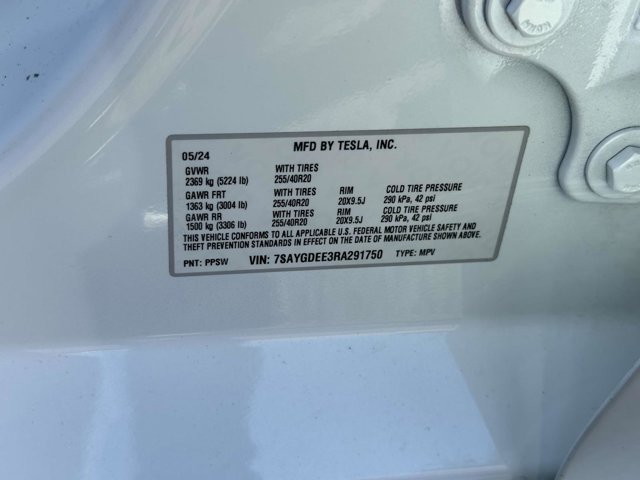 MFD BY TESLA, INC.
05/24
GVWR WITH TIRES
2369 kg (5224 lb) 255/40R20
GAWR FRT WITH TIRES RIM COLD TIRE PRESSURE
1363 kg (3004 lb) 255/40R20 20X9.5J 290 kPa, 42 psi
GAWR RR WITH TIRES RIM COLD TIRE PRESSURE
1500 kg (3306 lb) 255/40R20 20X9.5J 290 kPa, 42 psi
THIS VEHICLE CONFORMS TO ALL APPLICABLE U.S. FEDERAL MOTOR VEHICLE SAFETY AND
THEFT PREVENTION STANDARDS IN EFFECT ON THE DATE OF MANUFACTURE SHOWN ABOVE.
PNT: PPSW VIN: 7SAYGDEE3RA291750 TYPE: MPV